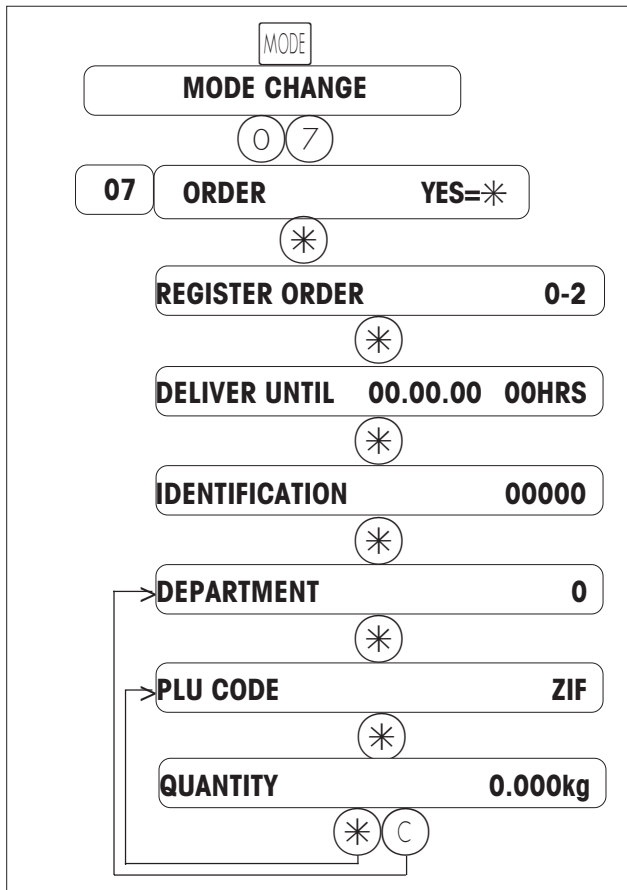 MODE
MODE CHANGE
0 7
07 ORDER YES=✳
✳
REGISTER ORDER 0-2
✳
DELIVER UNTIL 00.00.00 00HRS
✳
IDENTIFICATION 00000
✳
DEPARTMENT 0
✳
PLU CODE ZIF
✳
QUANTITY 0.000kg
✳ C